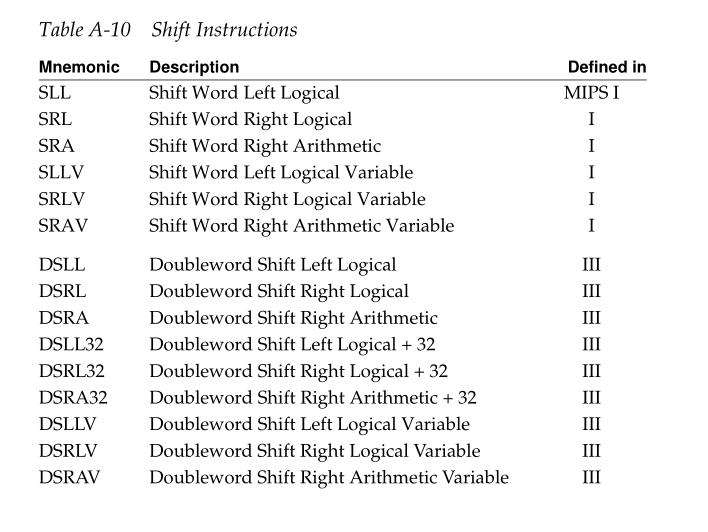 Table A-10 Shift Instructions
Mnemonic Description Defined in
SLL Shift Word Left Logical MIPS I
SRL Shift Word Right Logical I
SRA Shift Word Right Arithmetic I
SLLV Shift Word Left Logical Variable I
SRLV Shift Word Right Logical Variable I
SRAV Shift Word Right Arithmetic Variable I
DSLL Doubleword Shift Left Logical III
DSRL Doubleword Shift Right Logical III
DSRA Doubleword Shift Right Arithmetic III
DSLL32 Doubleword Shift Left Logical + 32 III
DSRL32 Doubleword Shift Right Logical + 32 III
DSRA32 Doubleword Shift Right Arithmetic + 32 III
DSLLV Doubleword Shift Left Logical Variable III
DSRLV Doubleword Shift Right Logical Variable III
DSRAV Doubleword Shift Right Arithmetic Variable III